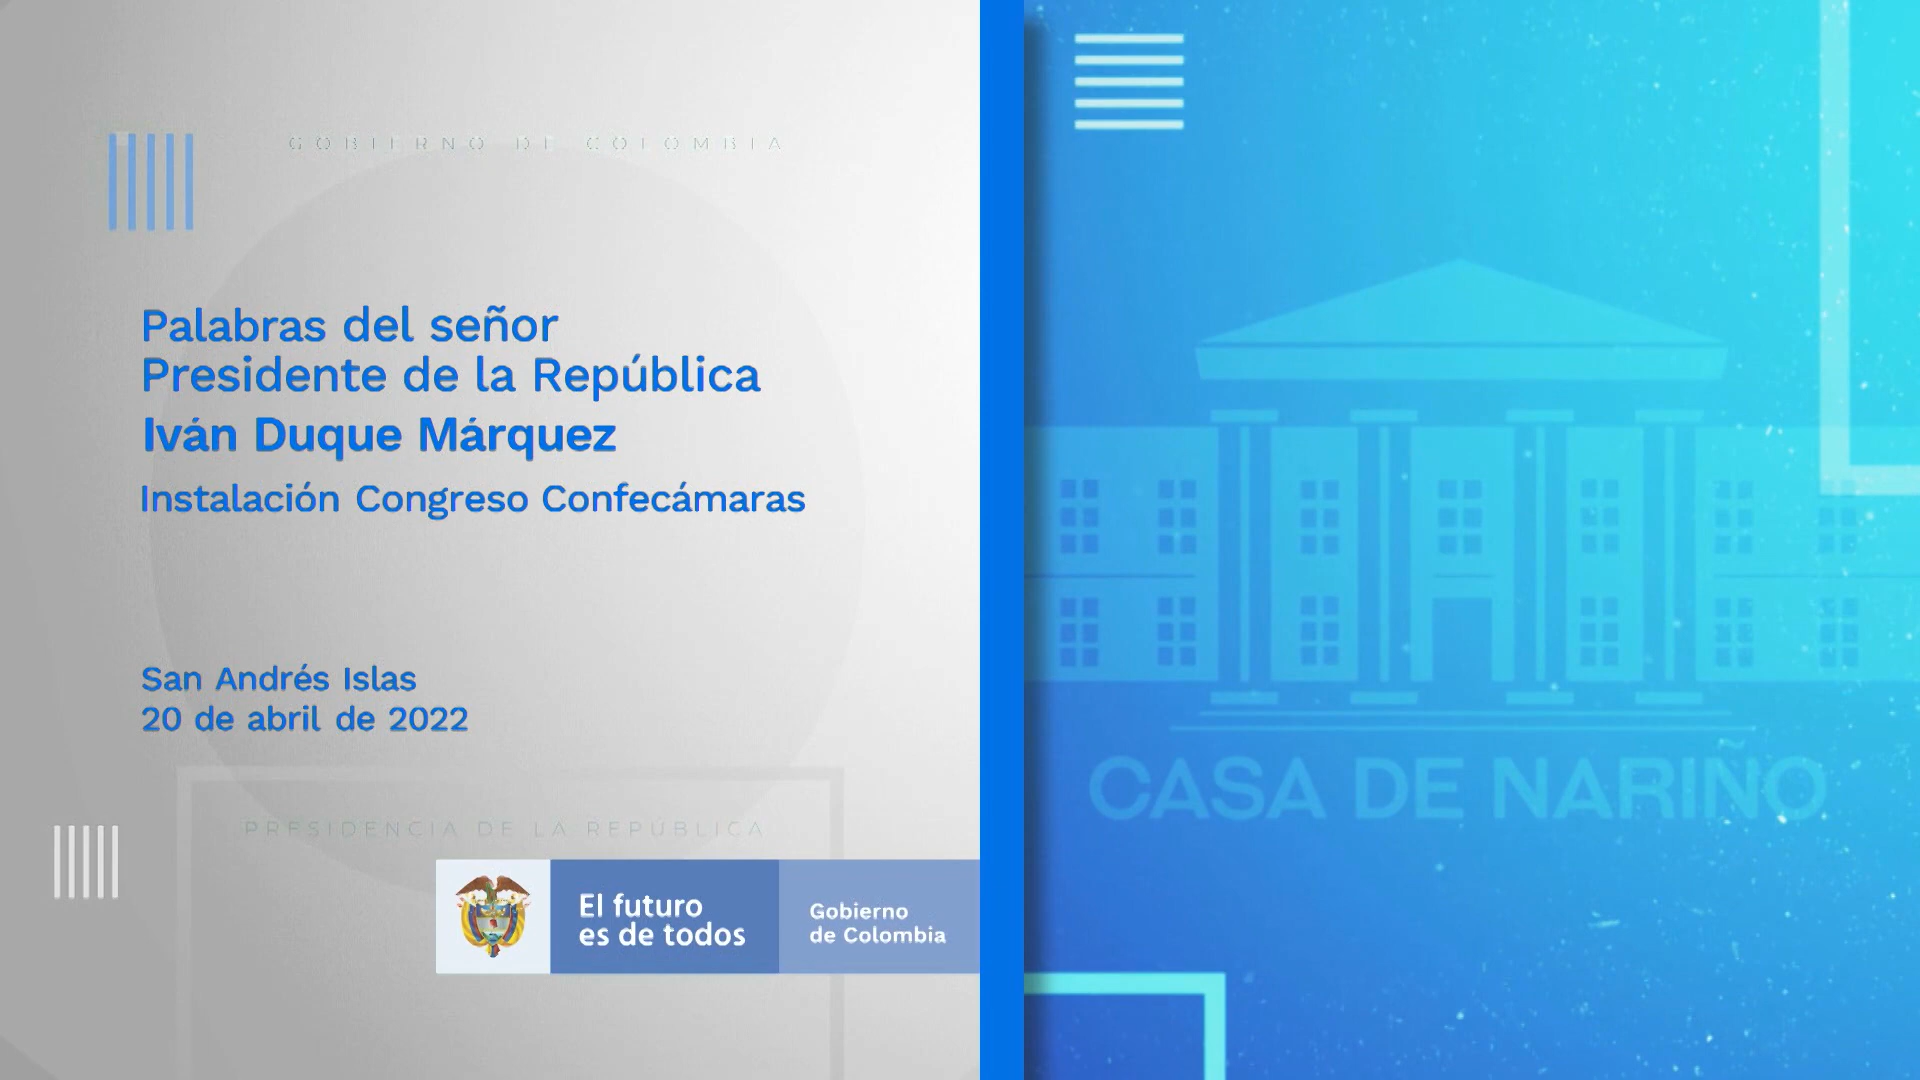 GOBIERNO DE COLOMBIA
Palabras del señor
Presidente de la República
Iván Duque Márquez
Instalación Congreso Confecámaras
San Andrés Islas
20 de abril de 2022
PRESIDENCIA DE LA REPÚBLICA
El futuro
es de todos
Gobierno
de Colombia
CASA DE NARIÑO